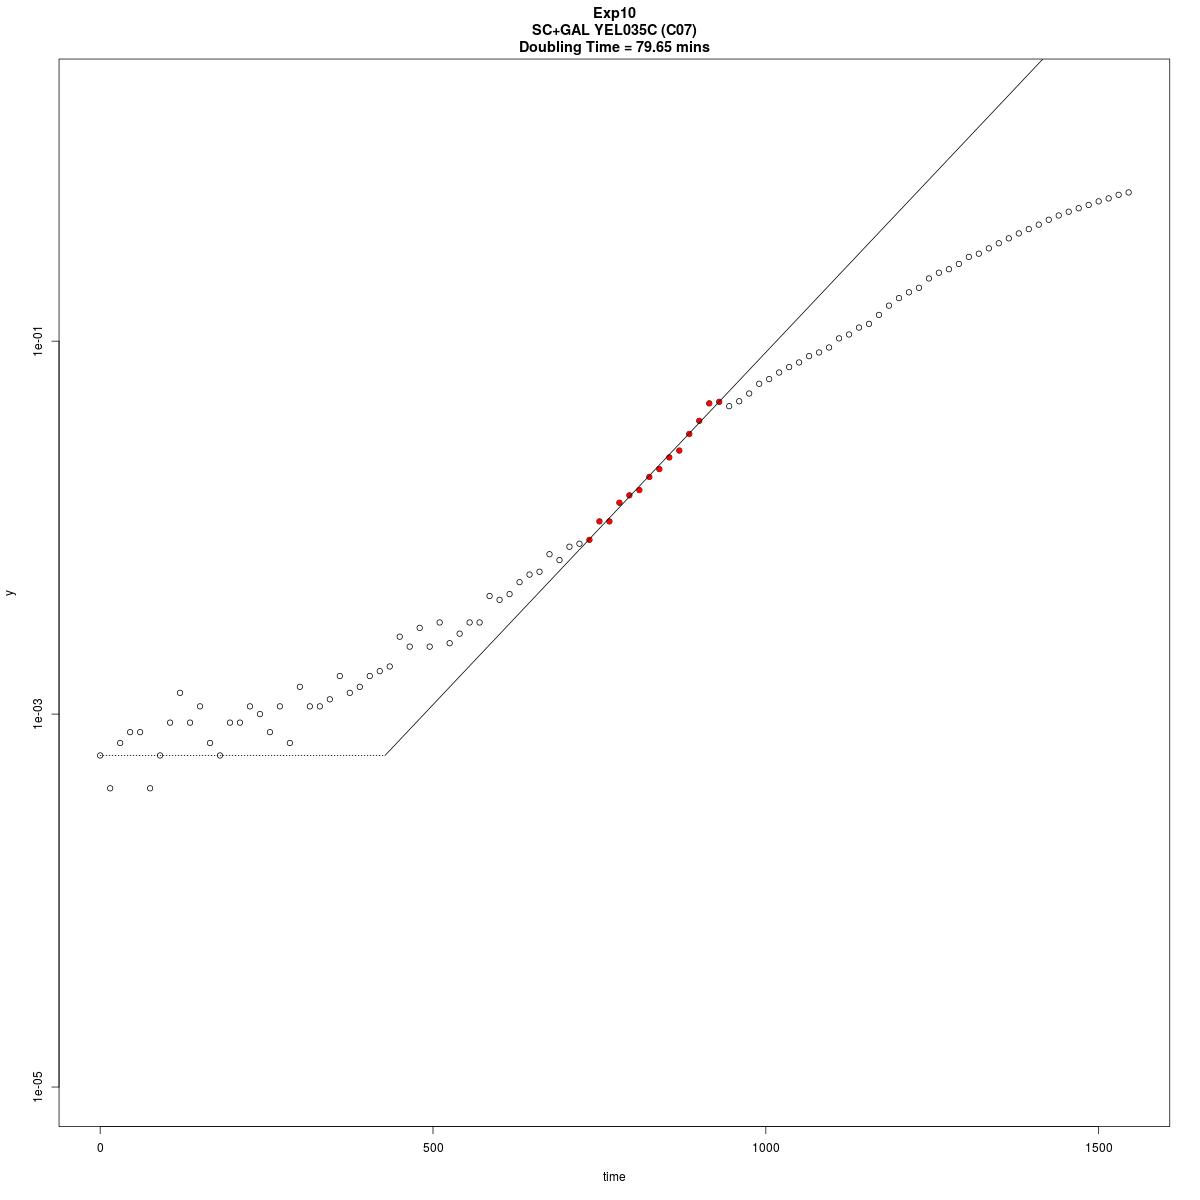 Exp10
SC+GAL YEL035C (C07)
Doubling Time = 79.65 mins
1e-01
1e-03
1e-05
y
0 500 1000 1500
time